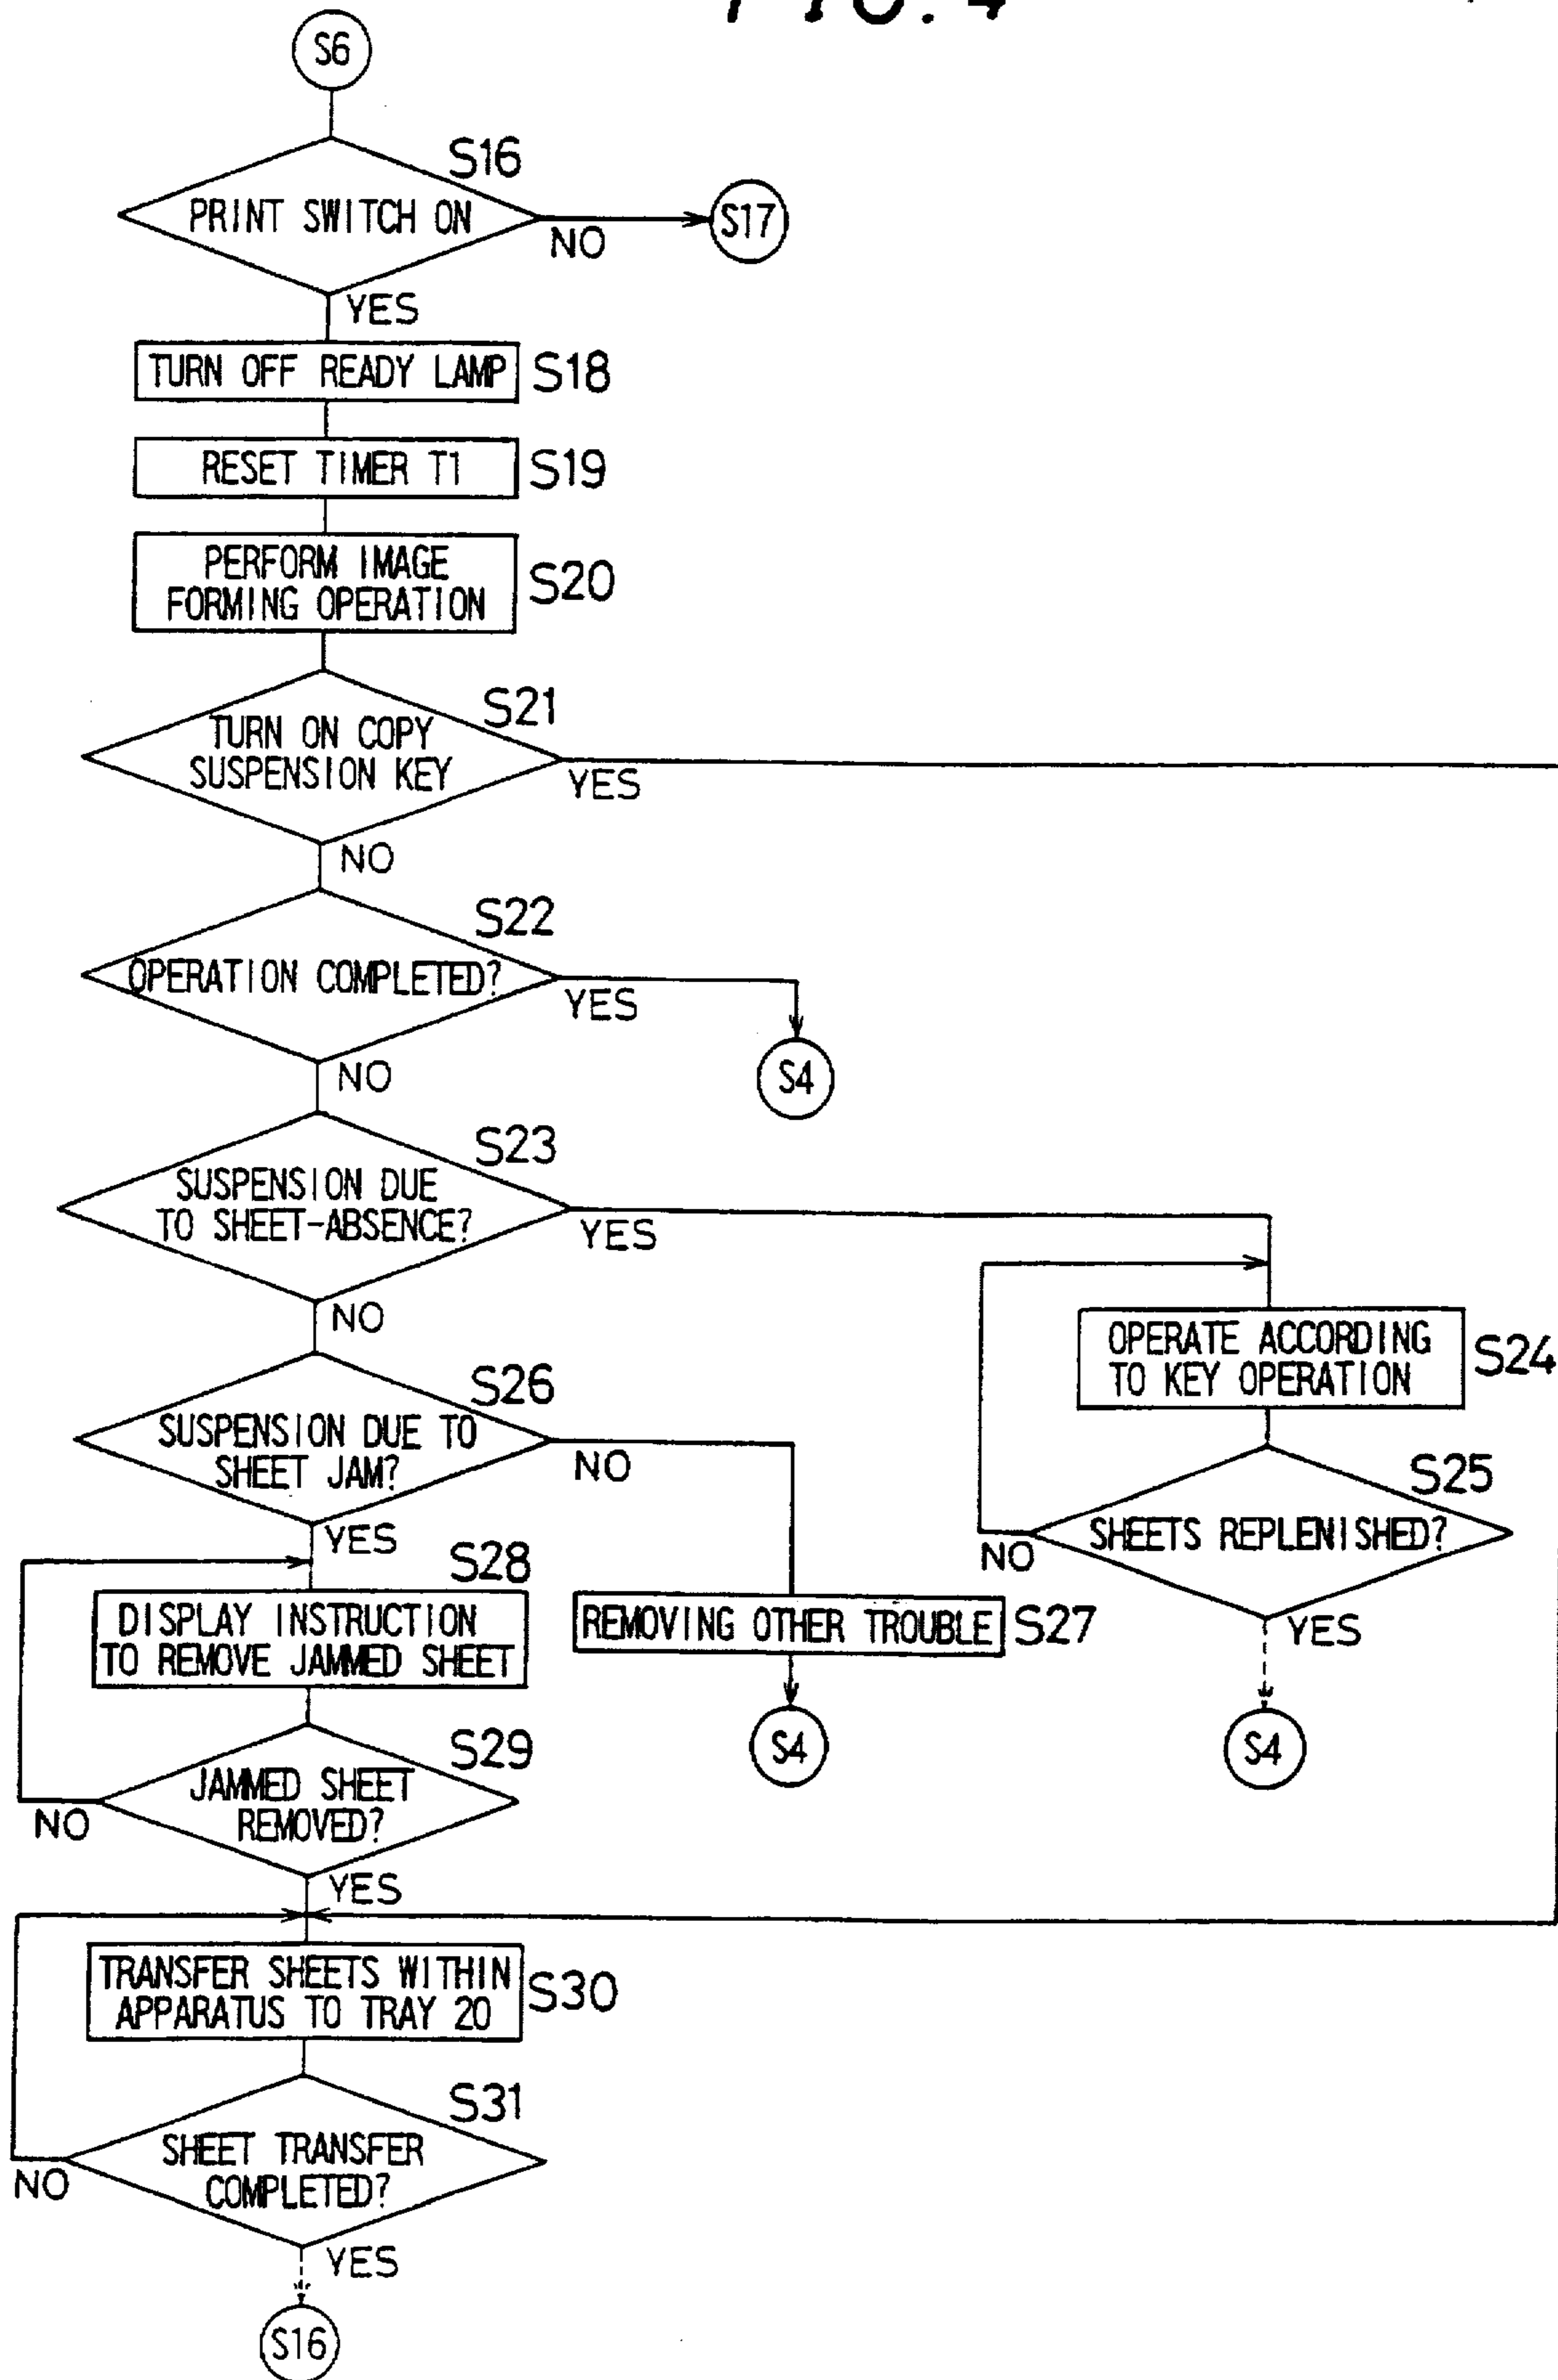 FIG. 4
S6
S16
PRINT SWITCH ON
NO
S17
YES
TURN OFF READY LAMP
S18
RESET TIMER T1
S19
PERFORM IMAGE
FORMING OPERATION
S20
S21
TURN ON COPY
SUSPENSION KEY
YES
NO
S22
OPERATION COMPLETED?
YES
S4
NO
S23
SUSPENSION DUE
TO SHEET-ABSENCE?
YES
NO
OPERATE ACCORDING
TO KEY OPERATION
S24
S26
SUSPENSION DUE TO
SHEET JAM?
NO
S25
SHEETS REPLENISHED?
NO
YES
YES
S28
DISPLAY INSTRUCTION
TO REMOVE JAMMED SHEET
REMOVING OTHER TROUBLE
S27
S4
S4
S29
JAMMED SHEET
REMOVED?
NO
YES
TRANSFER SHEETS WITHIN
APPARATUS TO TRAY 20
S30
S31
SHEET TRANSFER
COMPLETED?
NO
YES
S16